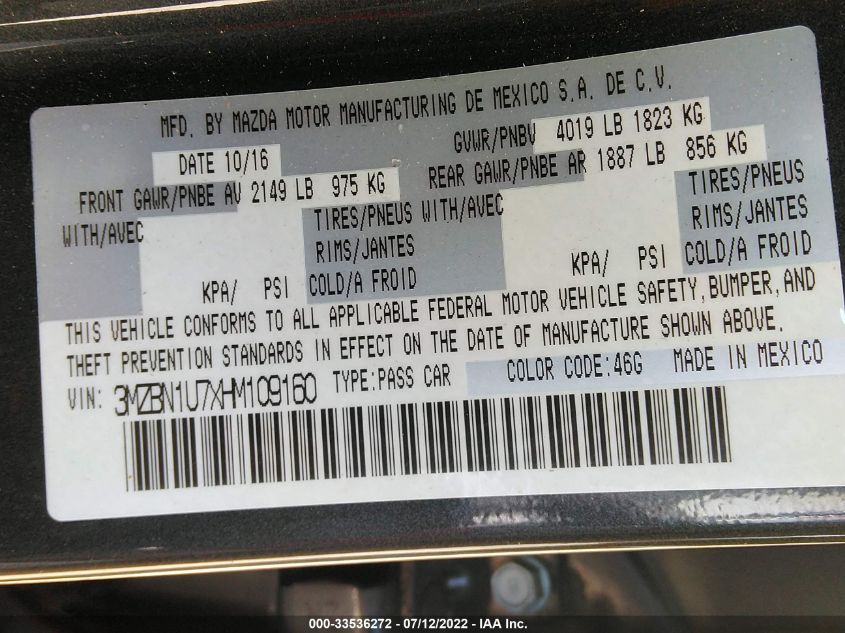 MFD. BY MAZDA MOTOR MANUFACTURING DE MEXICO S.A. DE C.V.
DATE 10/16
GVWR/PNBV 4019 LB 1823 KG
FRONT GAWR/PNBE AV 2149 LB 975 KG
REAR GAWR/PNBE AR 1887 LB 856 KG
WITH/AVEC
TIRES/PNEUS
WITH/AVEC
TIRES/PNEUS
RIMS/JANTES
RIMS/JANTES
KPA/ PSI COLD/A FROID
KPA/ PSI COLD/A FROID
THIS VEHICLE CONFORMS TO ALL APPLICABLE FEDERAL MOTOR VEHICLE SAFETY, BUMPER, AND
THEFT PREVENTION STANDARDS IN EFFECT ON THE DATE OF MANUFACTURE SHOWN ABOVE.
VIN: 3MZBN1U7XHM109160 TYPE:PASS CAR COLOR CODE:46G MADE IN MEXICO
000-33536272 - 07/12/2022 - IAA Inc.